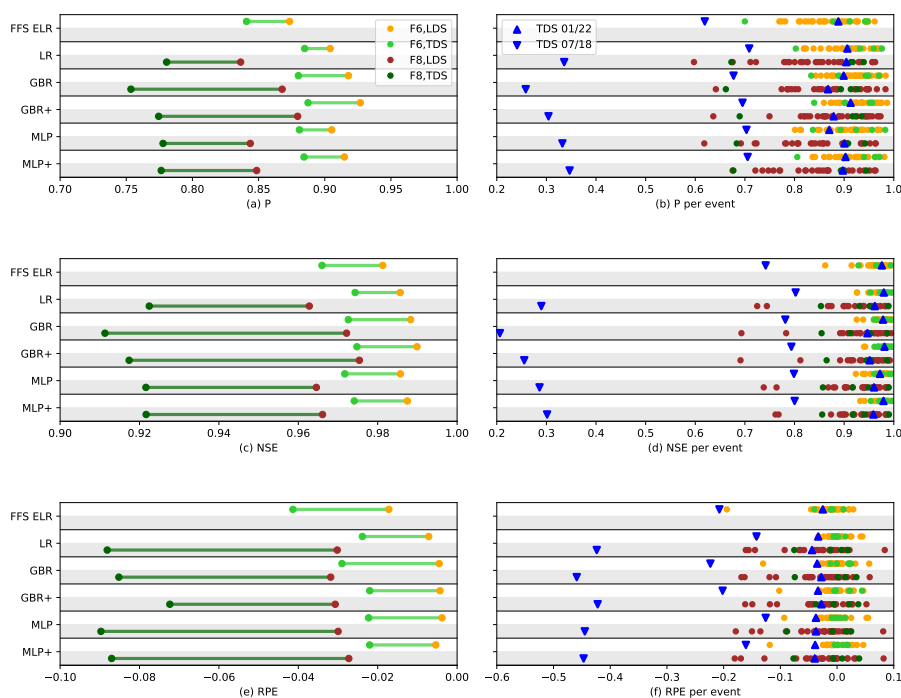 FFS ELR
LR
GBR
GBR+
MLP
MLP+
F6,LDS
F6,TDS
F8,LDS
F8,TDS
0.70 0.75 0.80 0.85 0.90 0.95 1.00
(a) P
TDS 01/22
TDS 07/18
0.2 0.3 0.4 0.5 0.6 0.7 0.8 0.9 1.0
(b) P per event
FFS ELR
LR
GBR
GBR+
MLP
MLP+
0.90 0.92 0.94 0.96 0.98 1.00
(c) NSE
0.2 0.3 0.4 0.5 0.6 0.7 0.8 0.9 1.0
(d) NSE per event
FFS ELR
LR
GBR
GBR+
MLP
MLP+
−0.10 −0.08 −0.06 −0.04 −0.02 0.00
(e) RPE
−0.6 −0.5 −0.4 −0.3 −0.2 −0.1 0.0 0.1
(f) RPE per event